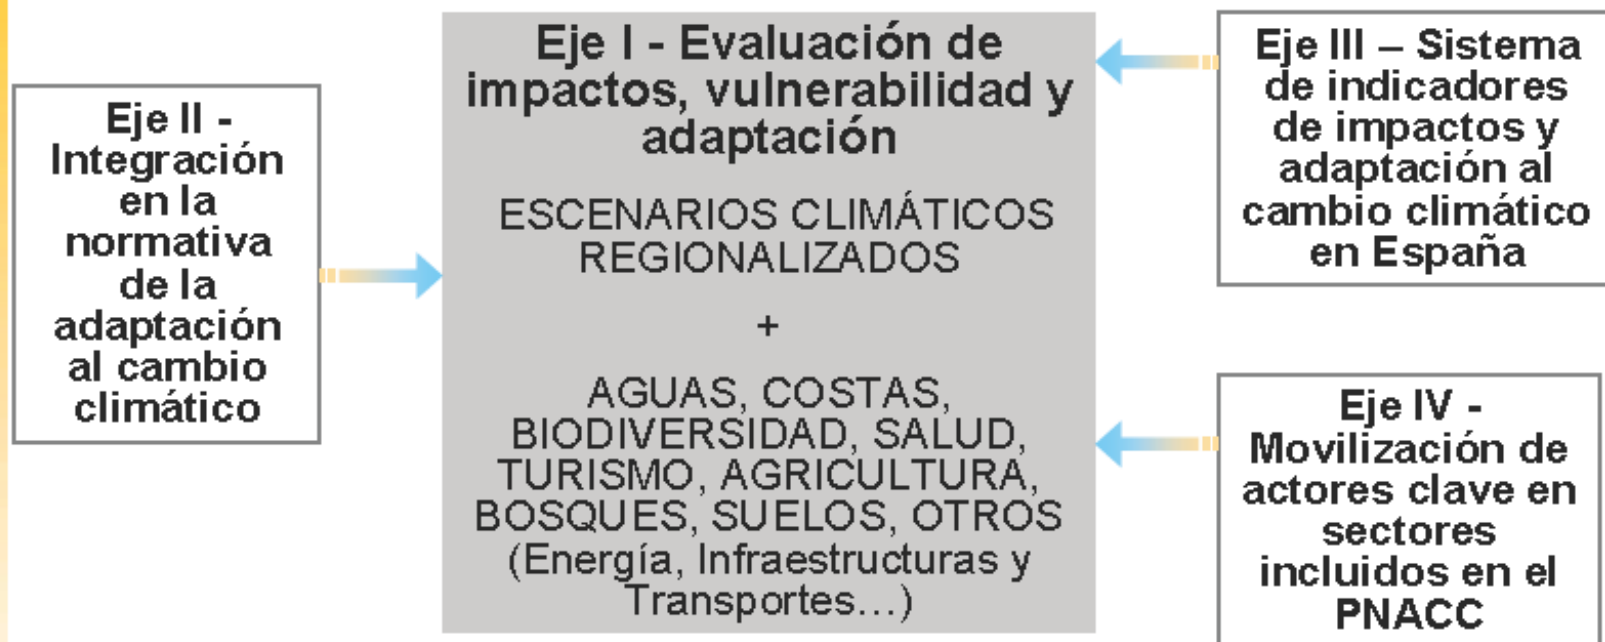 Eje II -
Integración
en la
normativa
de la
adaptación
al cambio
climático
Eje I - Evaluación de
impactos, vulnerabilidad y
adaptación
ESCENARIOS CLIMÁTICOS
REGIONALIZADOS
+
AGUAS, COSTAS,
BIODIVERSIDAD, SALUD,
TURISMO, AGRICULTURA,
BOSQUES, SUELOS, OTROS
(Energía, Infraestructuras y
Transportes...)
Eje III – Sistema
de indicadores
de impactos y
adaptación al
cambio climático
en España
Eje IV -
Movilización de
actores clave en
sectores
incluidos en el
PNACC